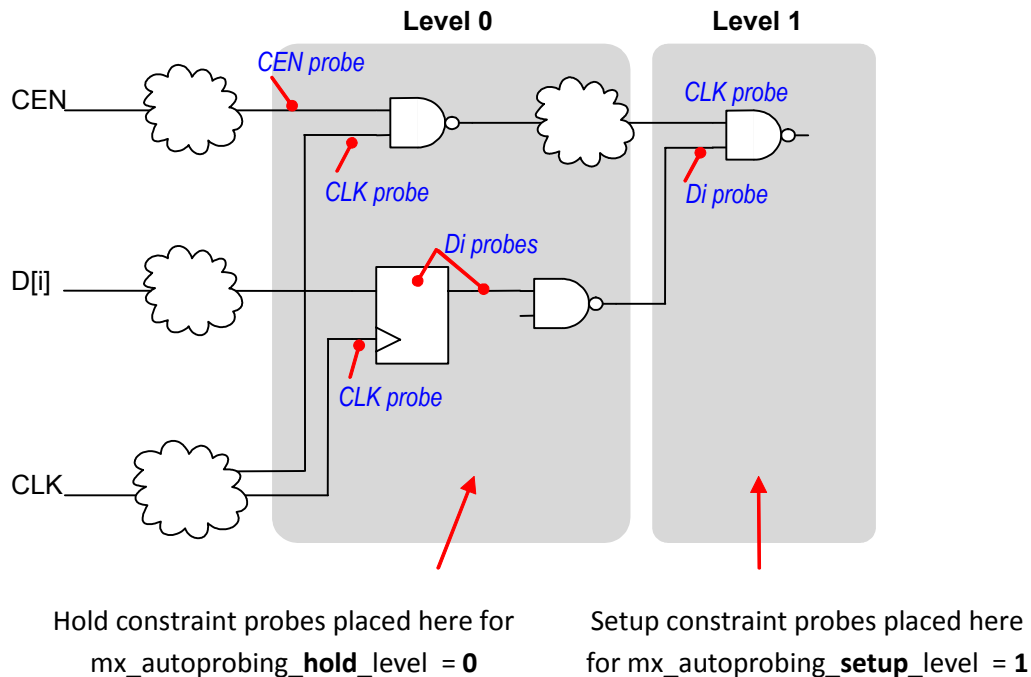 Level 0
Level 1
CEN probe
CEN
CLK probe
CLK probe
Di probe
Di probes
D[i]
CLK probe
CLK
Hold constraint probes placed here for
mx_autoprobing_hold_level = 0
Setup constraint probes placed here
for mx_autoprobing_setup_level = 1